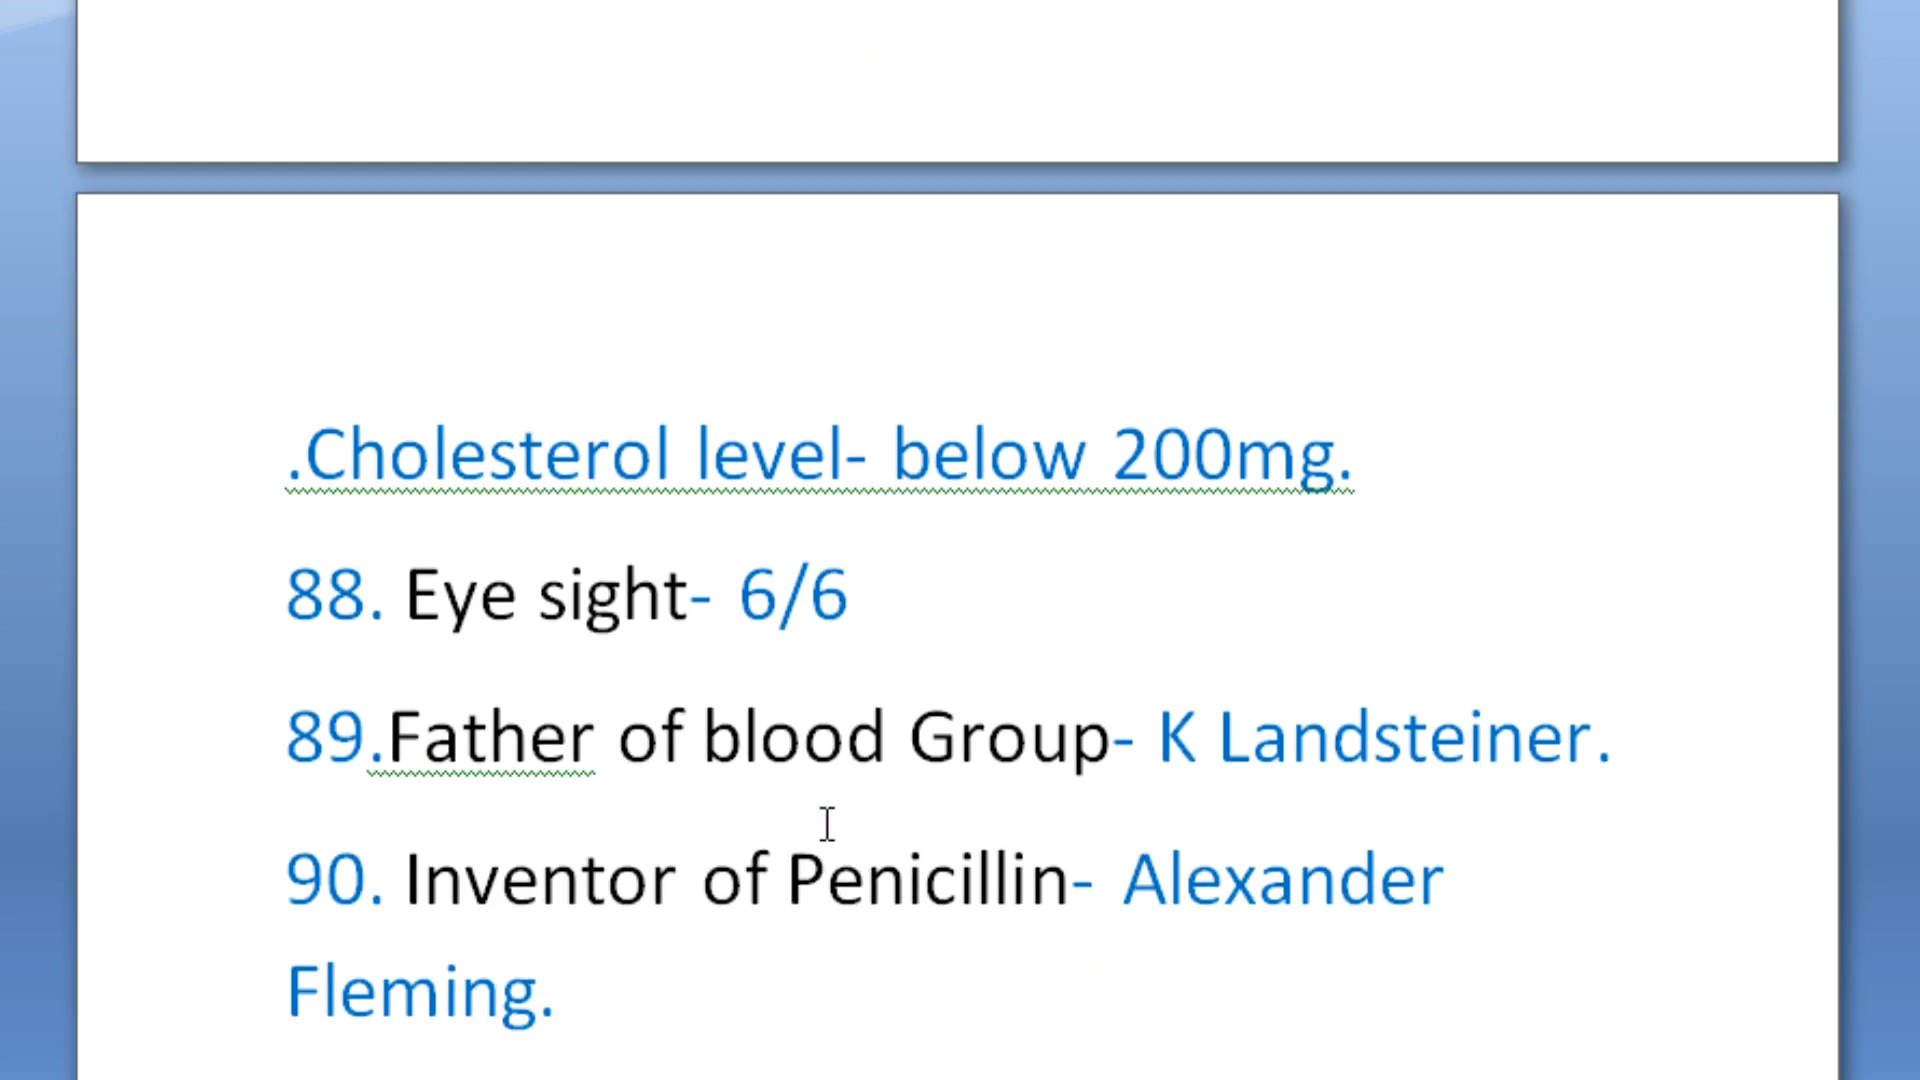 .Cholesterol level- below 200mg.
88. Eye sight- 6/6
89.Father of blood Group- K Landsteiner.
90. Inventor of Penicillin- Alexander
Fleming.